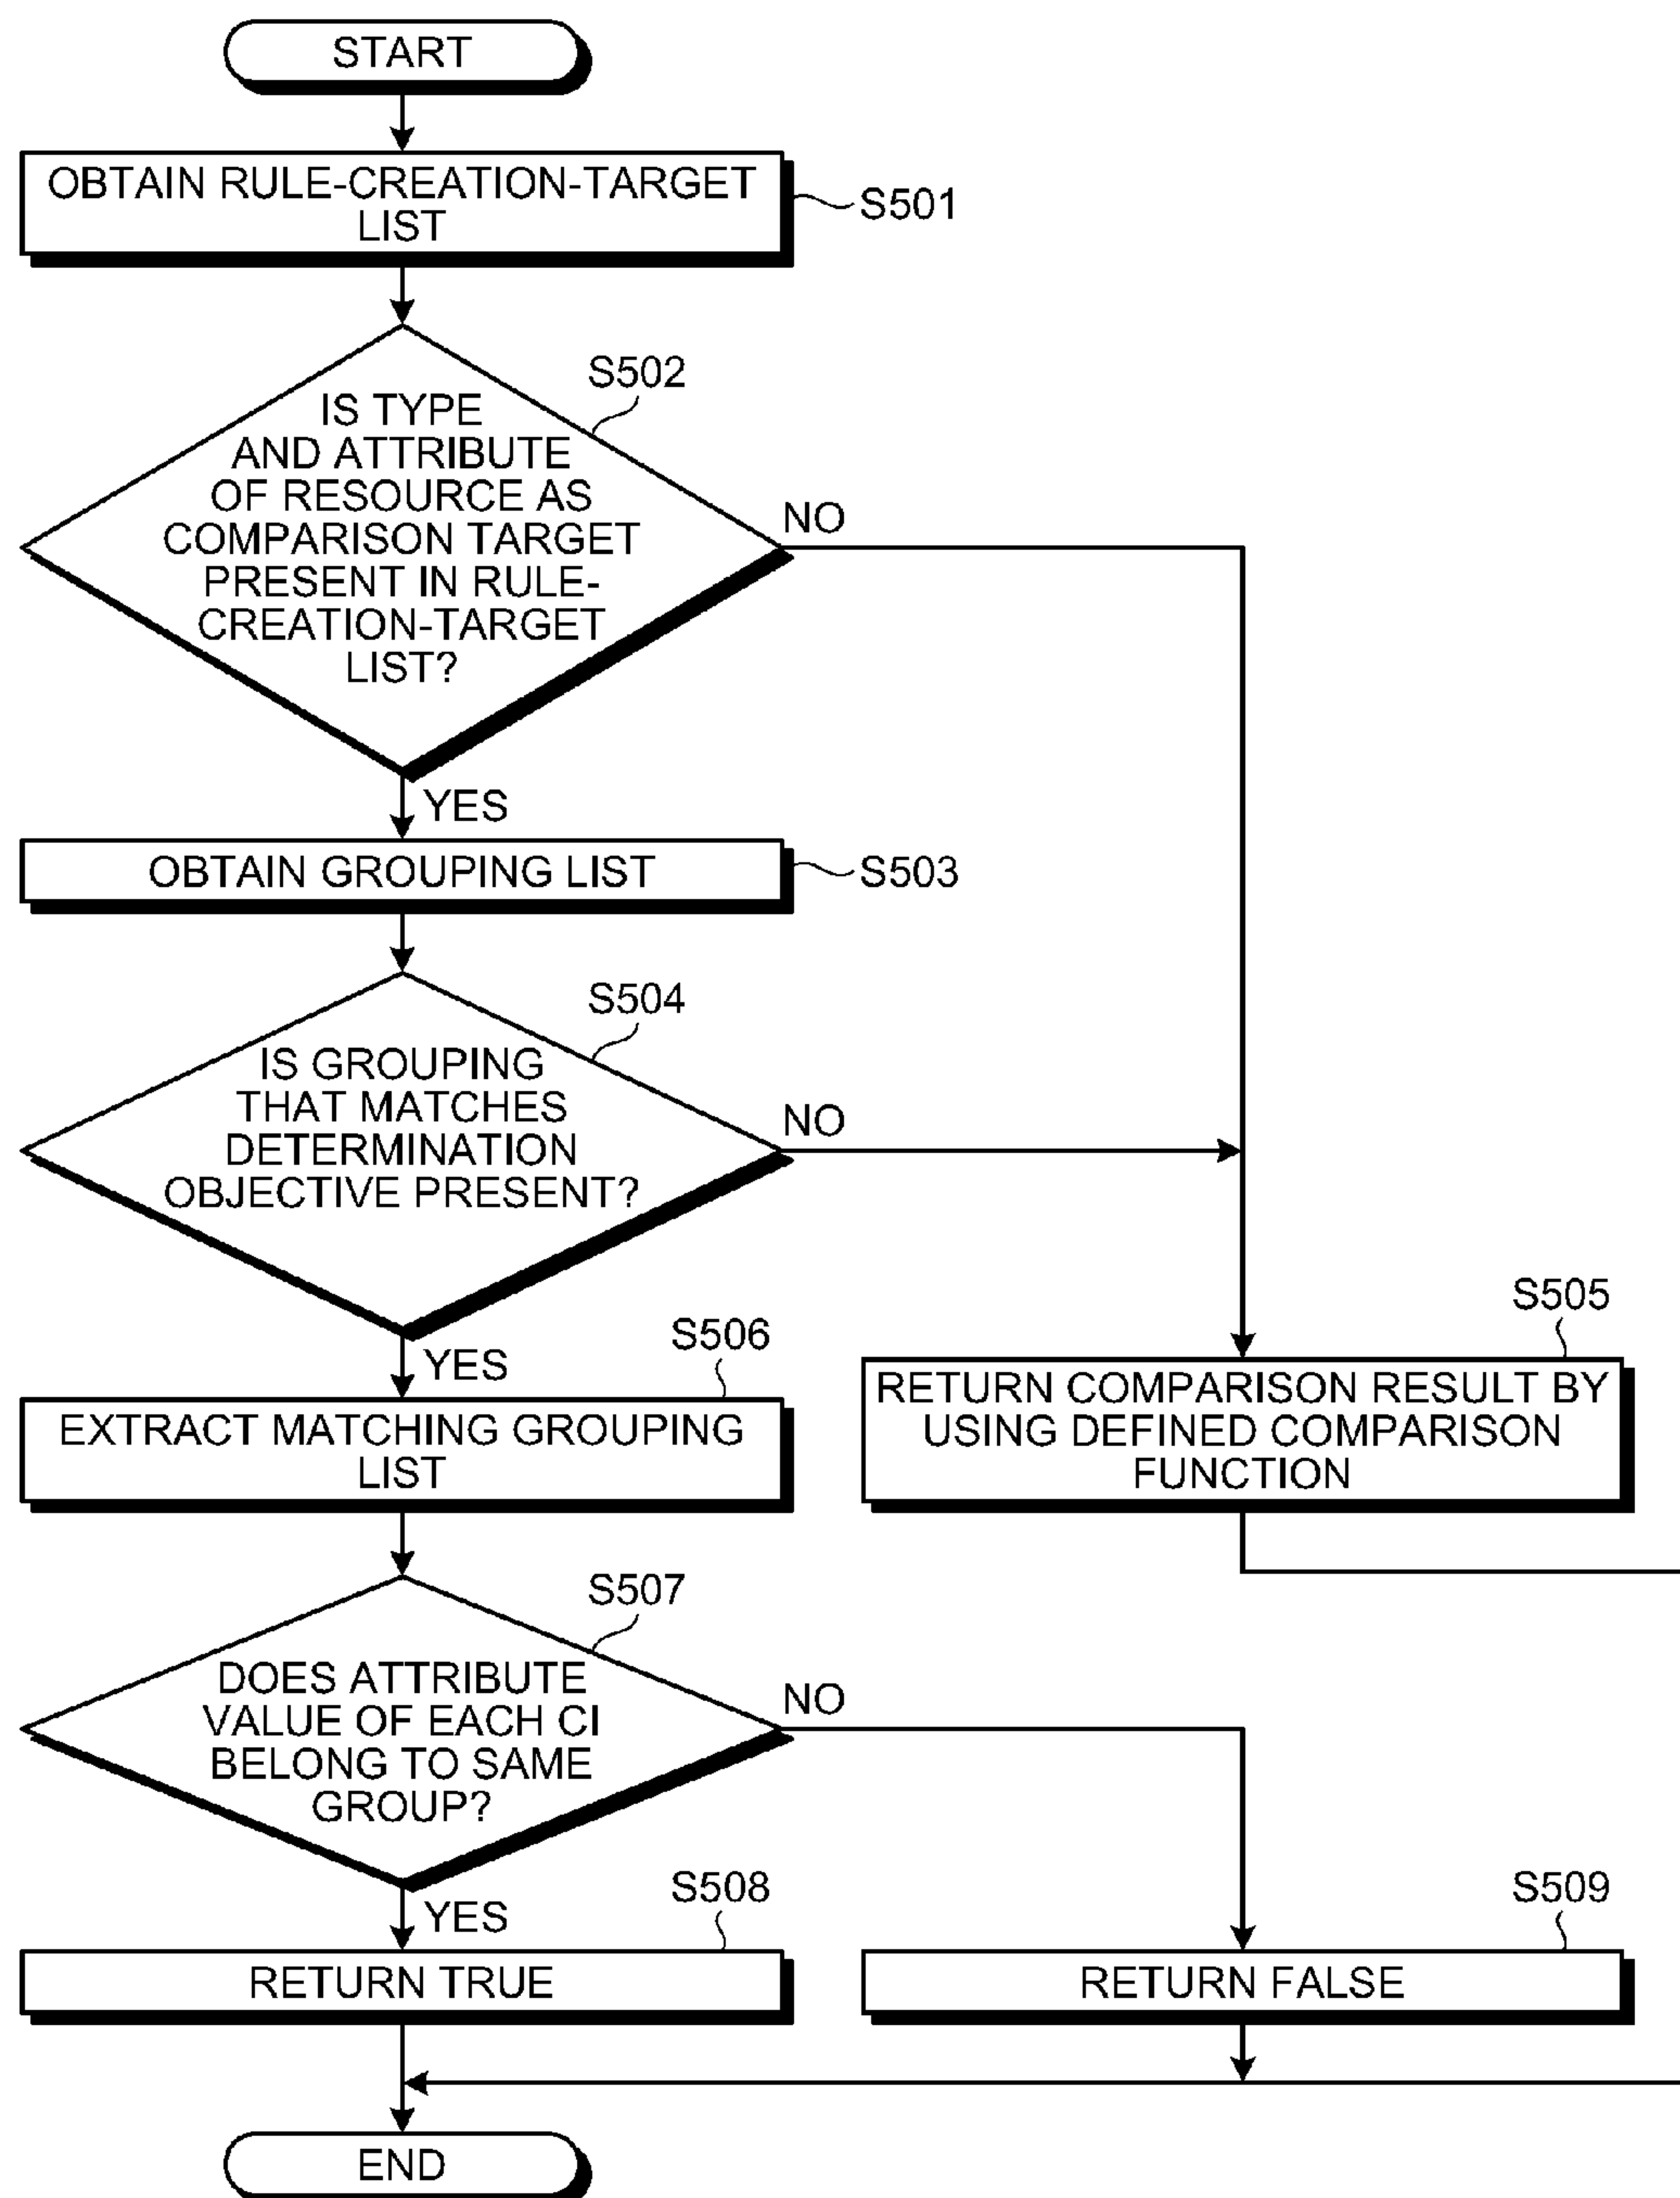 START
OBTAIN RULE-CREATION-TARGET
LIST
S501
S502
IS TYPE
AND ATTRIBUTE
OF RESOURCE AS
COMPARISON TARGET
PRESENT IN RULE-
CREATION-TARGET
LIST?
NO
YES
OBTAIN GROUPING LIST
S503
S504
IS GROUPING
THAT MATCHES
DETERMINATION
OBJECTIVE PRESENT?
NO
YES
S505
RETURN COMPARISON RESULT BY
USING DEFINED COMPARISON
FUNCTION
S506
EXTRACT MATCHING GROUPING
LIST
S507
DOES ATTRIBUTE
VALUE OF EACH CI
BELONG TO SAME
GROUP?
NO
YES
S508
RETURN TRUE
S509
RETURN FALSE
END